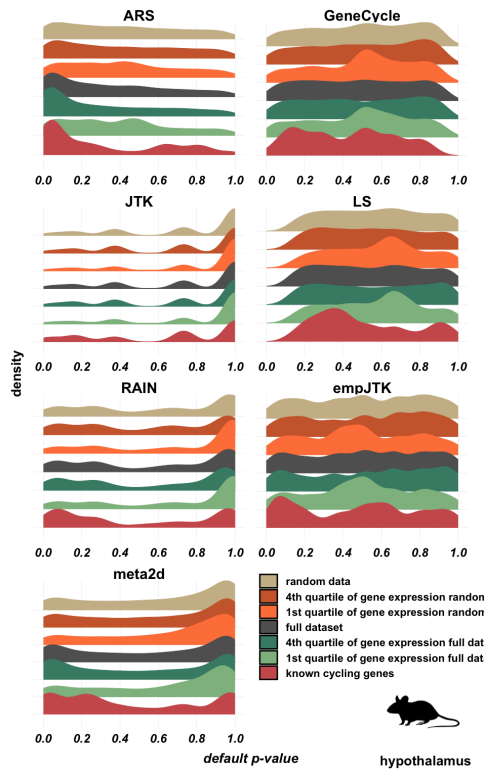 ARS GeneCycle
0.0 0.2 0.4 0.6 0.8 1.0 0.0 0.2 0.4 0.6 0.8 1.0
JTK LS
0.0 0.2 0.4 0.6 0.8 1.0 0.0 0.2 0.4 0.6 0.8 1.0
density
RAIN empJTK
0.0 0.2 0.4 0.6 0.8 1.0 0.0 0.2 0.4 0.6 0.8 1.0
meta2d
0.0 0.2 0.4 0.6 0.8 1.0
default p-value
random data
4th quartile of gene expression random
1st quartile of gene expression random
full dataset
4th quartile of gene expression full dat
1st quartile of gene expression full dat
known cycling genes
hypothalamus